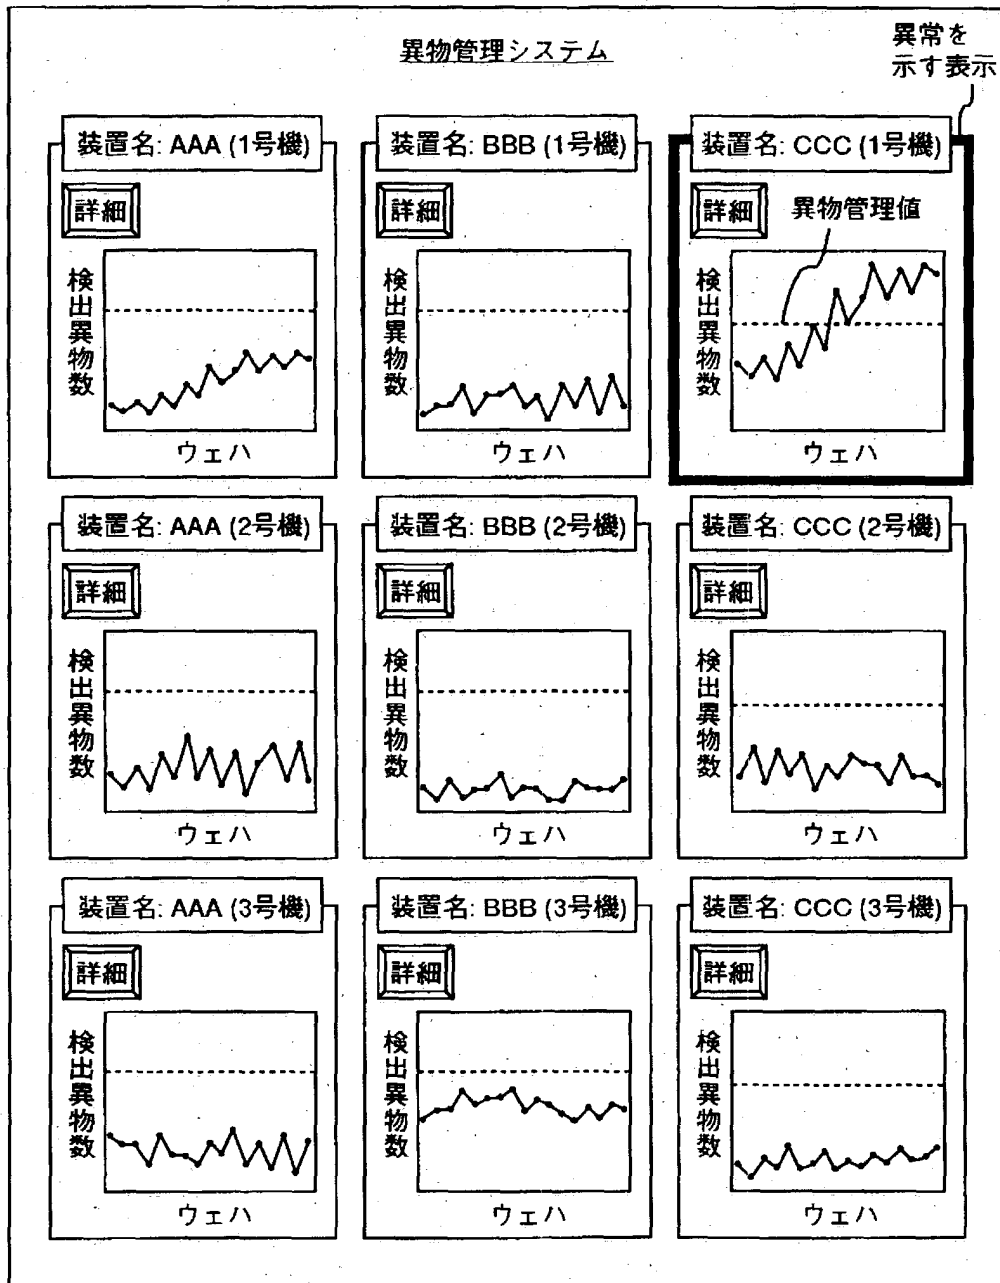 異物管理システム
異常を
示す表示
装置名: AAA (1号機)
詳細
検出異物数
ウェハ
装置名: BBB (1号機)
詳細
検出異物数
ウェハ
装置名: CCC (1号機)
詳細
異物管理値
検出異物数
ウェハ
装置名: AAA (2号機)
詳細
検出異物数
ウェハ
装置名: BBB (2号機)
詳細
検出異物数
ウェハ
装置名: CCC (2号機)
詳細
検出異物数
ウェハ
装置名: AAA (3号機)
詳細
検出異物数
ウェハ
装置名: BBB (3号機)
詳細
検出異物数
ウェハ
装置名: CCC (3号機)
詳細
検出異物数
ウェハ